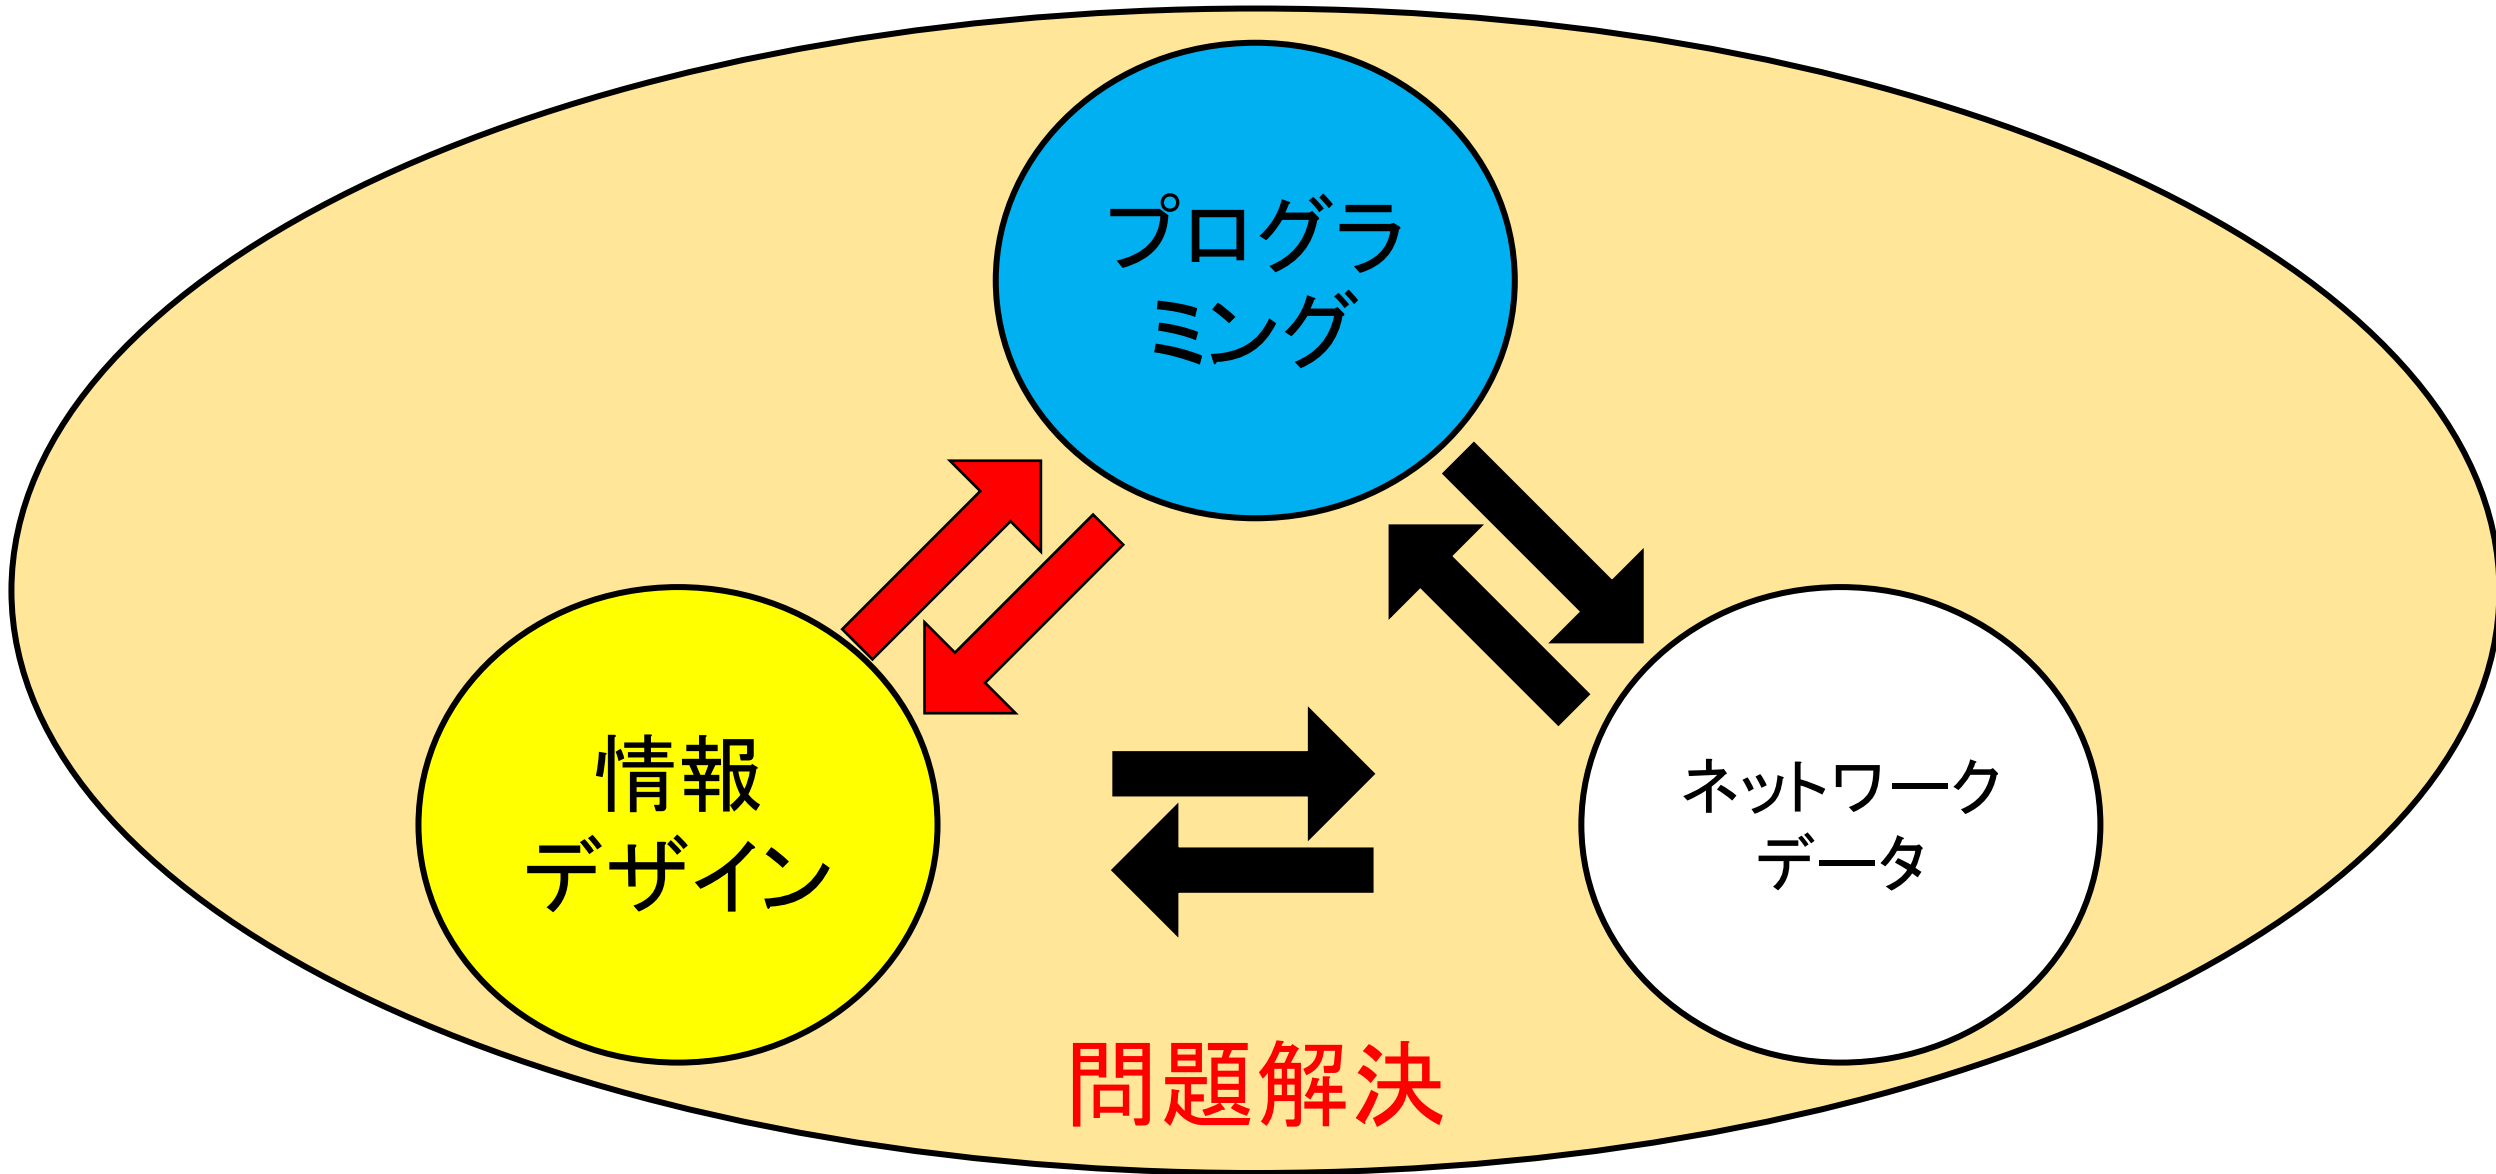 プログラ
ミング
情報
デザイン
ネットワーク
データ
問題解決